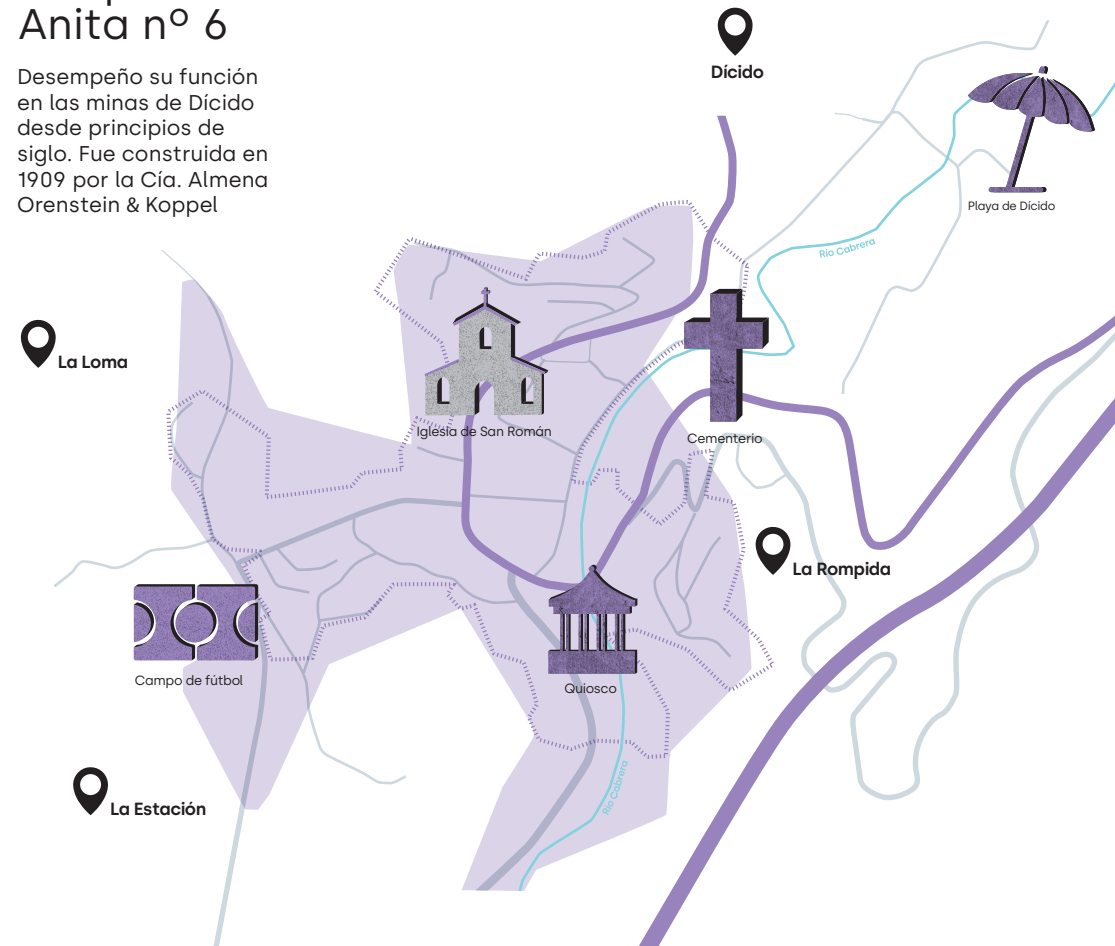 Anita nº 6
Desempeño su función
en las minas de Dícido
desde principios de
siglo. Fue construida en
1909 por la Cía. Almena
Orenstein & Koppel
Dícido
Playa de Dícido
Río Cabrera
La Loma
Iglesia de San Román
Cementerio
La Rompida
Campo de fútbol
Quiosco
Río Cabrera
La Estación